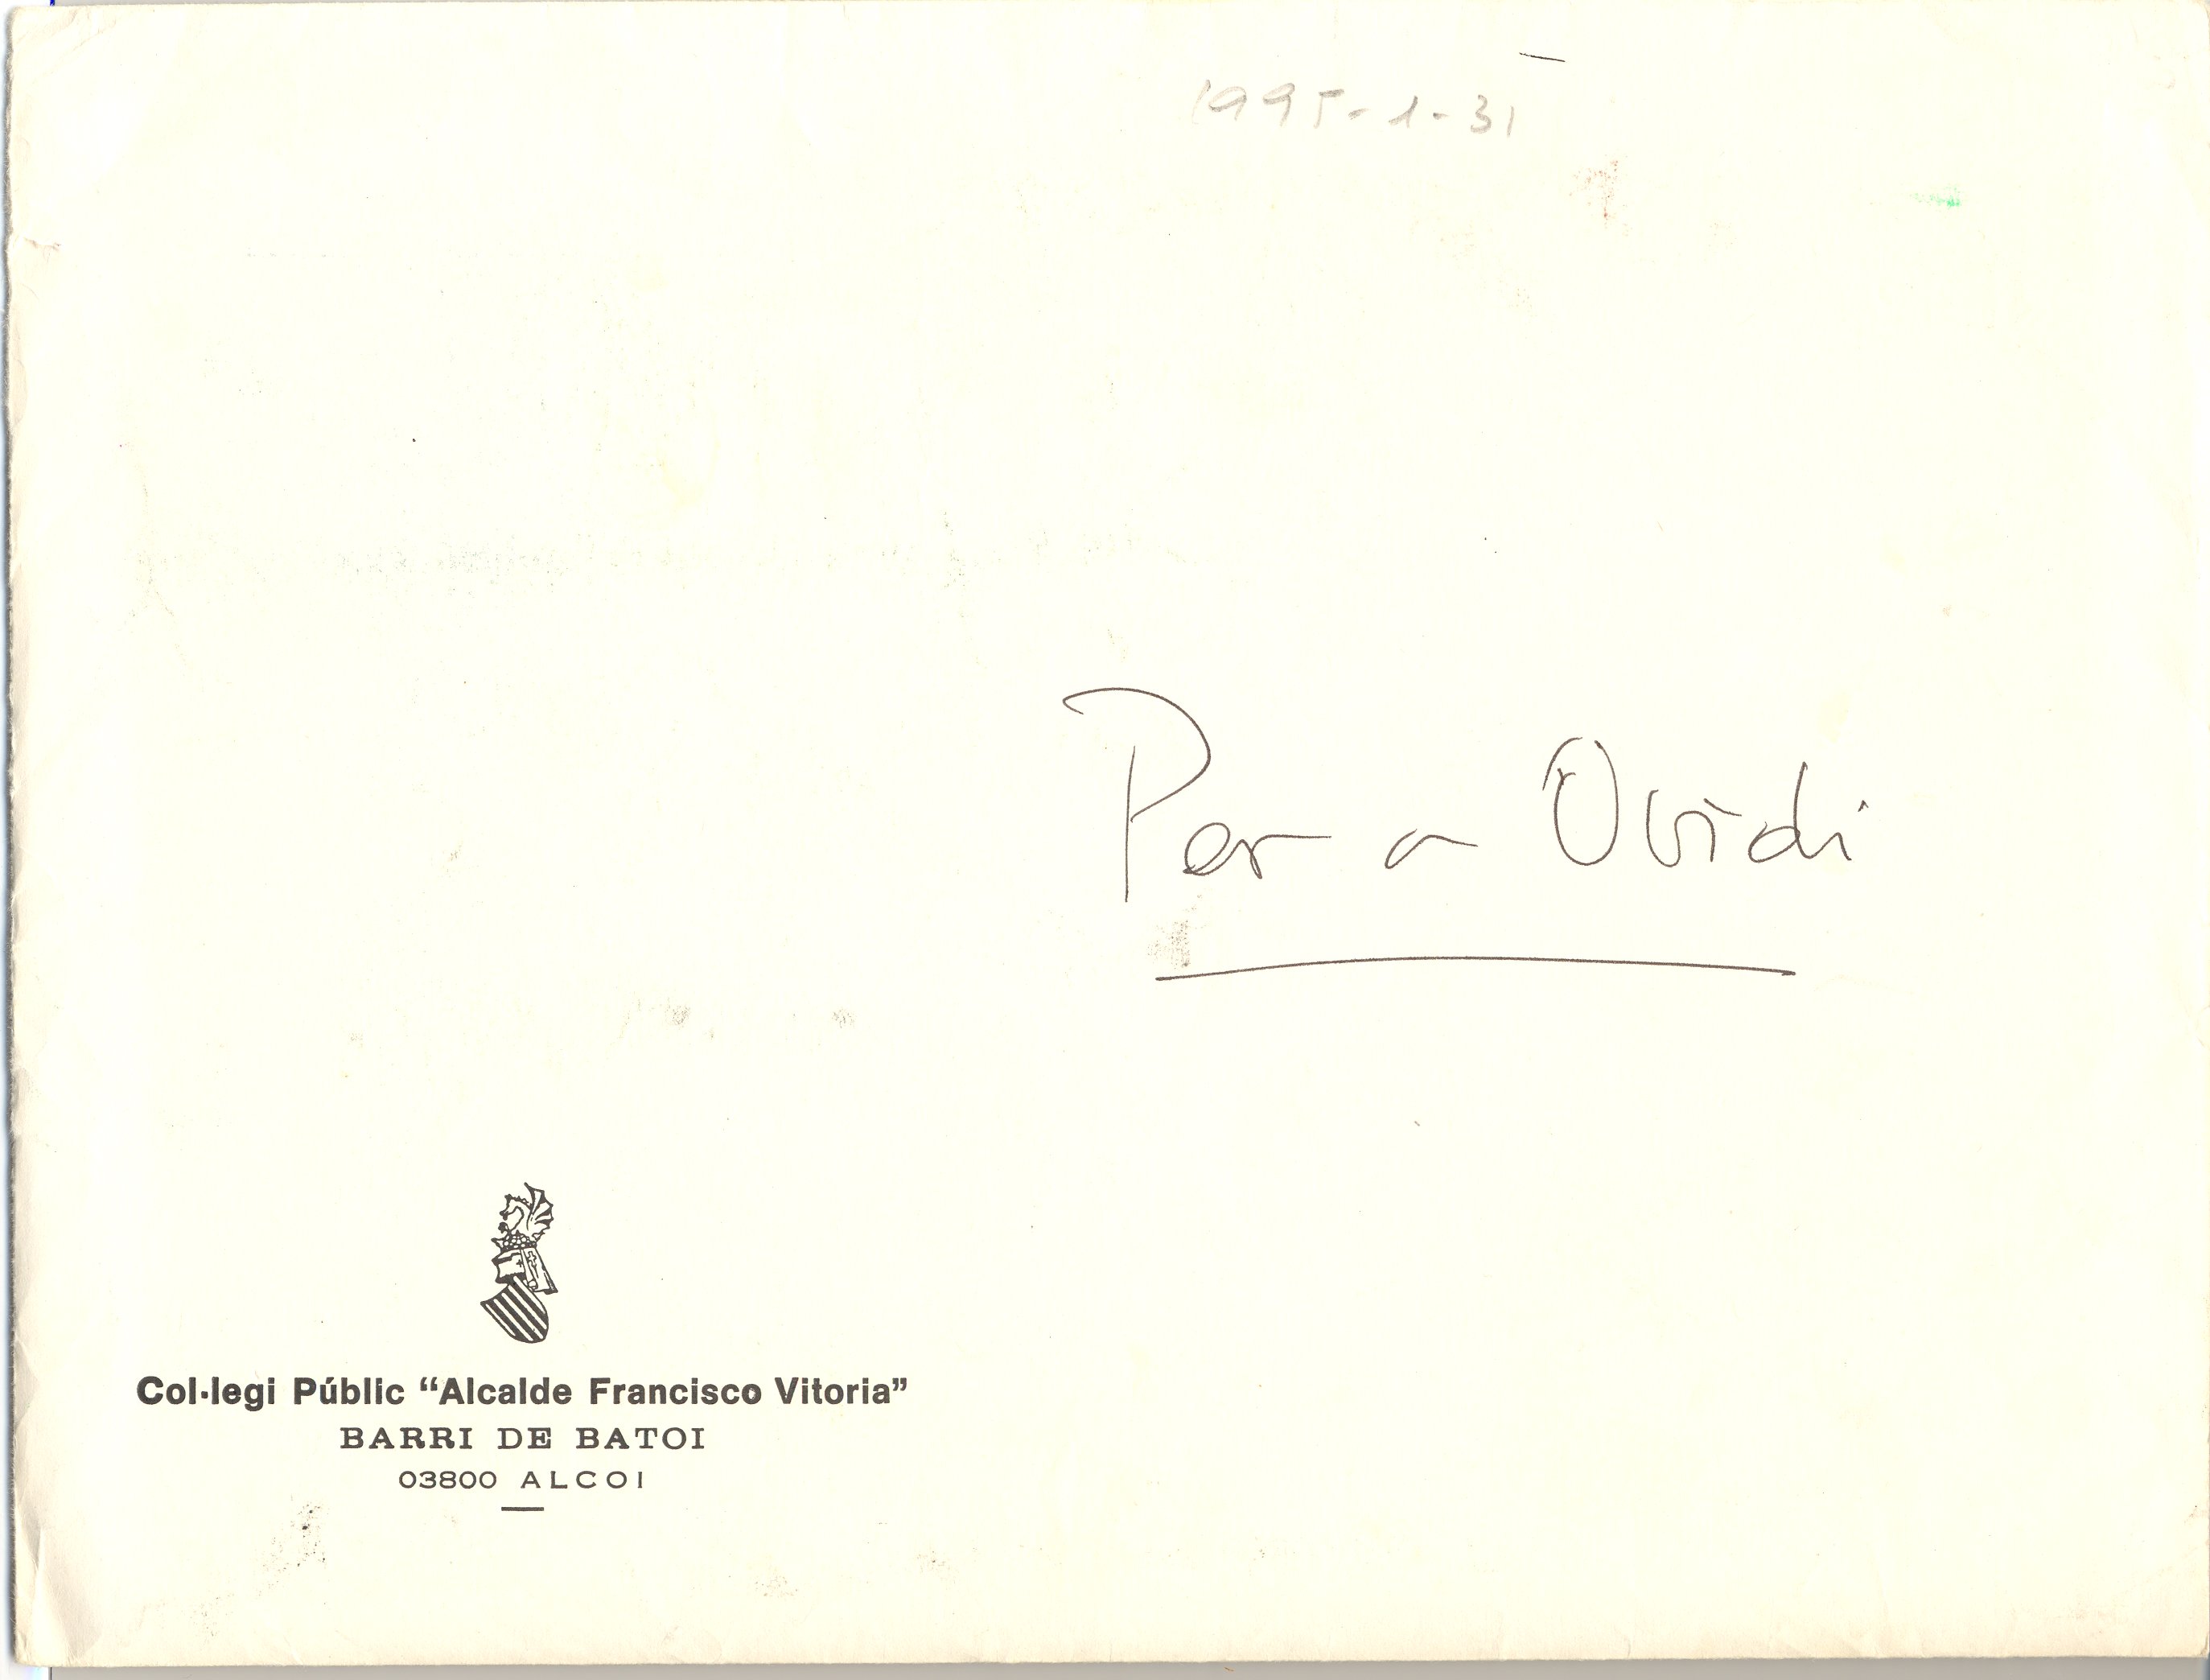 1995-1-31
Per a Ovidi
Col·legi Públic “Alcalde Francisco Vitoria”
BARRI DE BATOI
03800 ALCOI